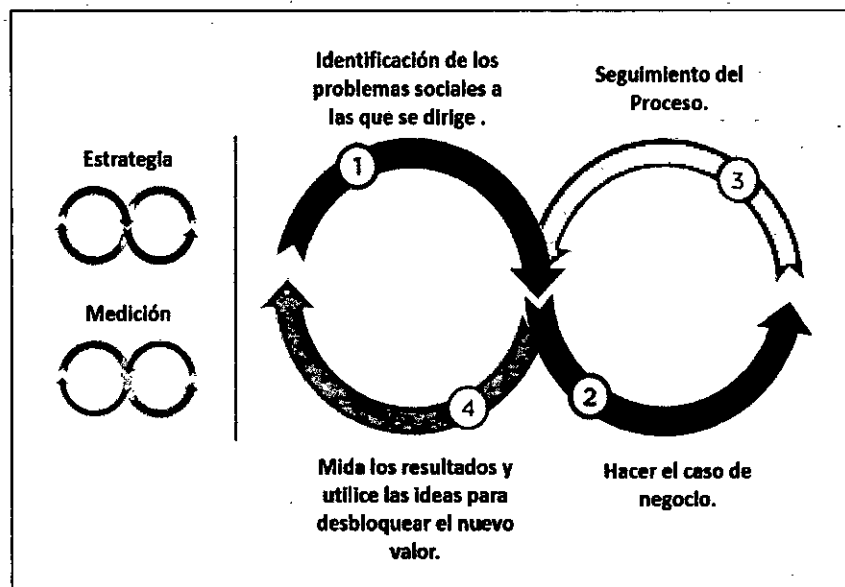 Estrategia
Medición
Identificación de los
problemas sociales a
las que se dirige .
1
Seguimiento del
Proceso.
3
4
Mida los resultados y
utilice las ideas para
desbloquear el nuevo
valor.
2
Hacer el caso de
negocio.